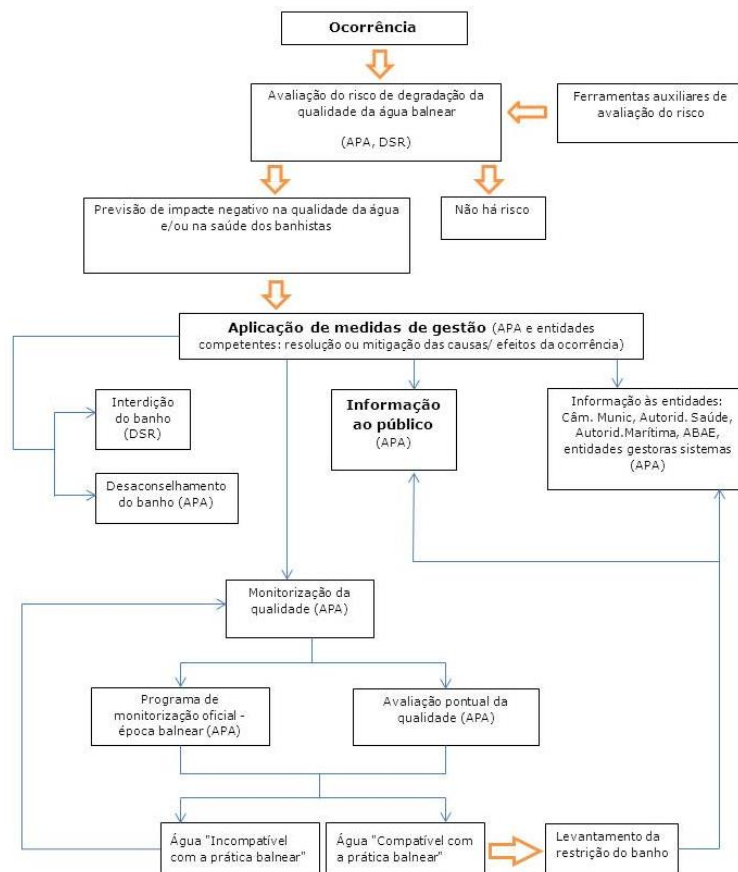 Ocorrência
Avaliação do risco de degradação da
qualidade da água balnear
(APA, DSR)
Ferramentas auxiliares de
avaliação do risco
Previsão de impacte negativo na qualidade da água
e/ou na saúde dos banhistas
Não há risco
Aplicação de medidas de gestão (APA e entidades
competentes: resolução ou mitigação das causas/ efeitos da ocorrência)
Interdição
do banho
(DSR)
Desaconselhamento
do banho (APA)
Informação
ao público
(APA)
Informação às entidades:
Câm. Munic, Autorid. Saúde,
Autorid.Marítima, ABAE,
entidades gestoras sistemas
(APA)
Monitorização da
qualidade (APA)
Programa de
monitorização oficial -
época balnear (APA)
Avaliação pontual da
qualidade (APA)
Água "Incompatível
com a prática balnear"
Água "Compatível com
a prática balnear"
Levantamento da
restrição do banho